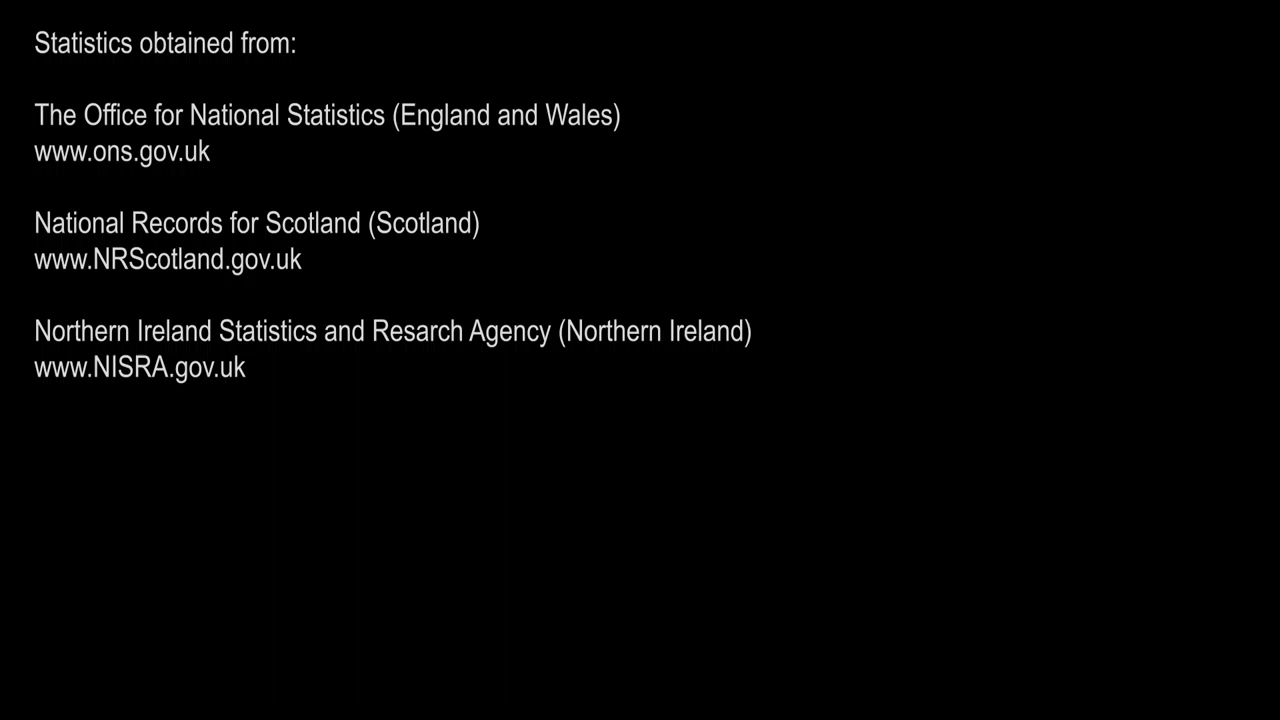 Statistics obtained from:
The Office for National Statistics (England and Wales)
www.ons.gov.uk
National Records for Scotland (Scotland)
www.NRScotland.gov.uk
Northern Ireland Statistics and Resarch Agency (Northern Ireland)
www.NISRA.gov.uk